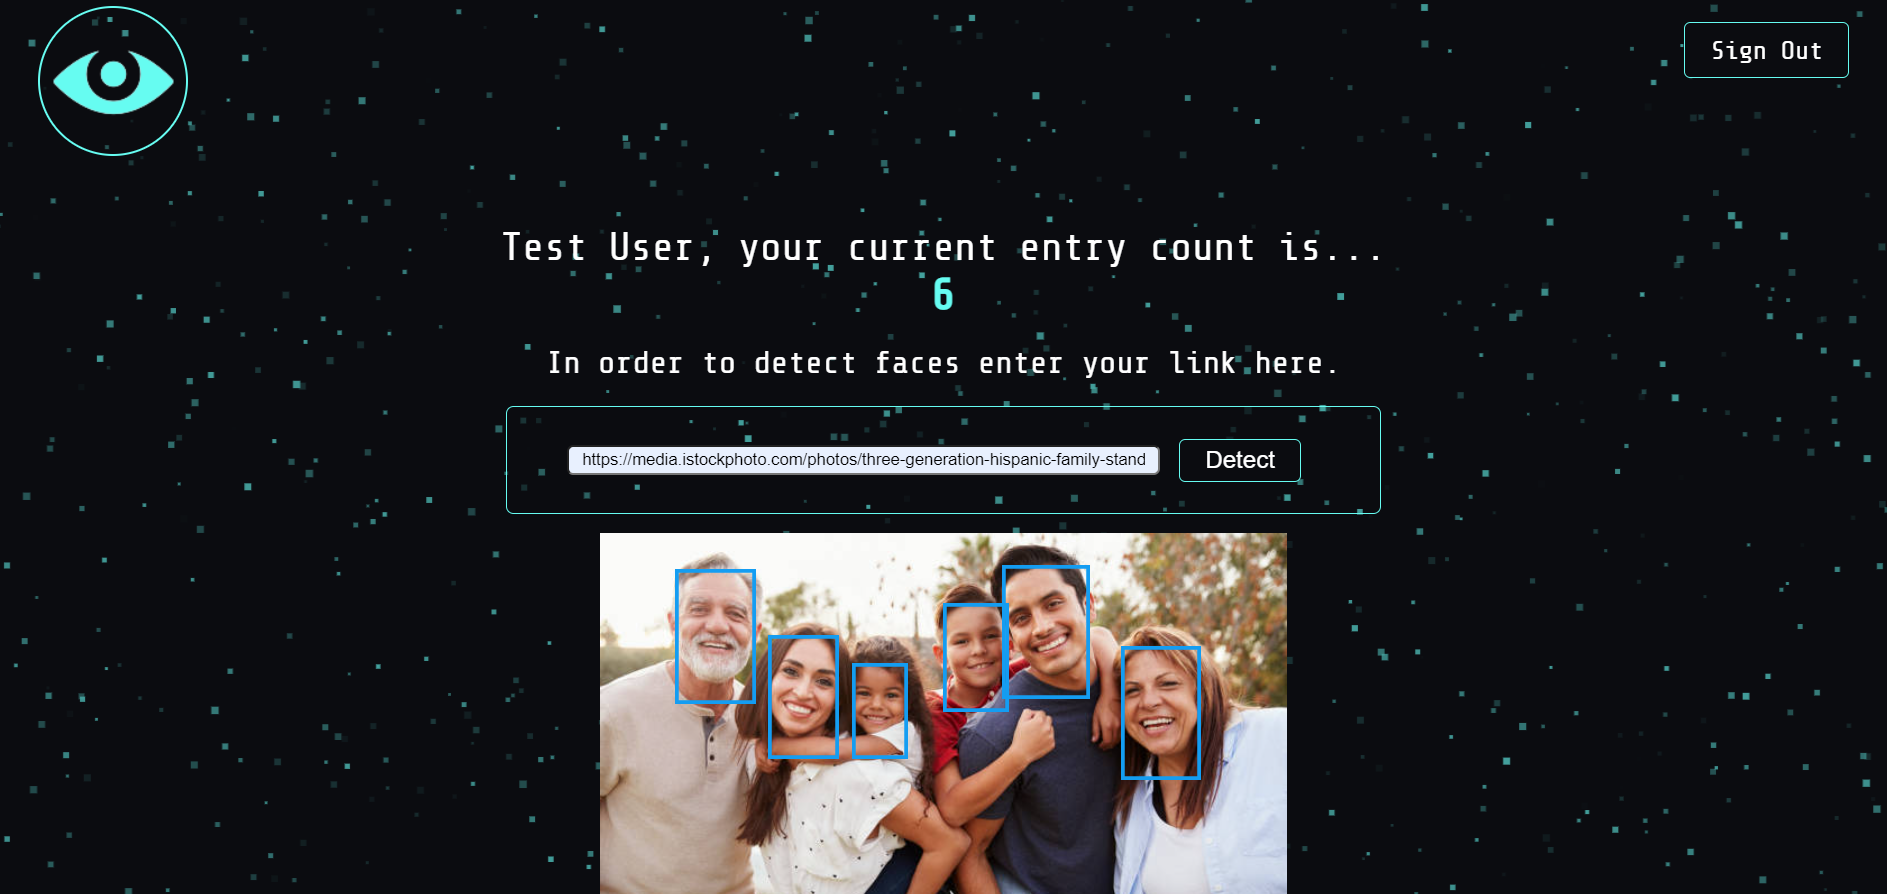 Sign Out
Test User, your current entry count is...
6
In order to detect faces enter your link here.
https://media.istockphoto.com/photos/three-generation-hispanic-family-stand
Detect